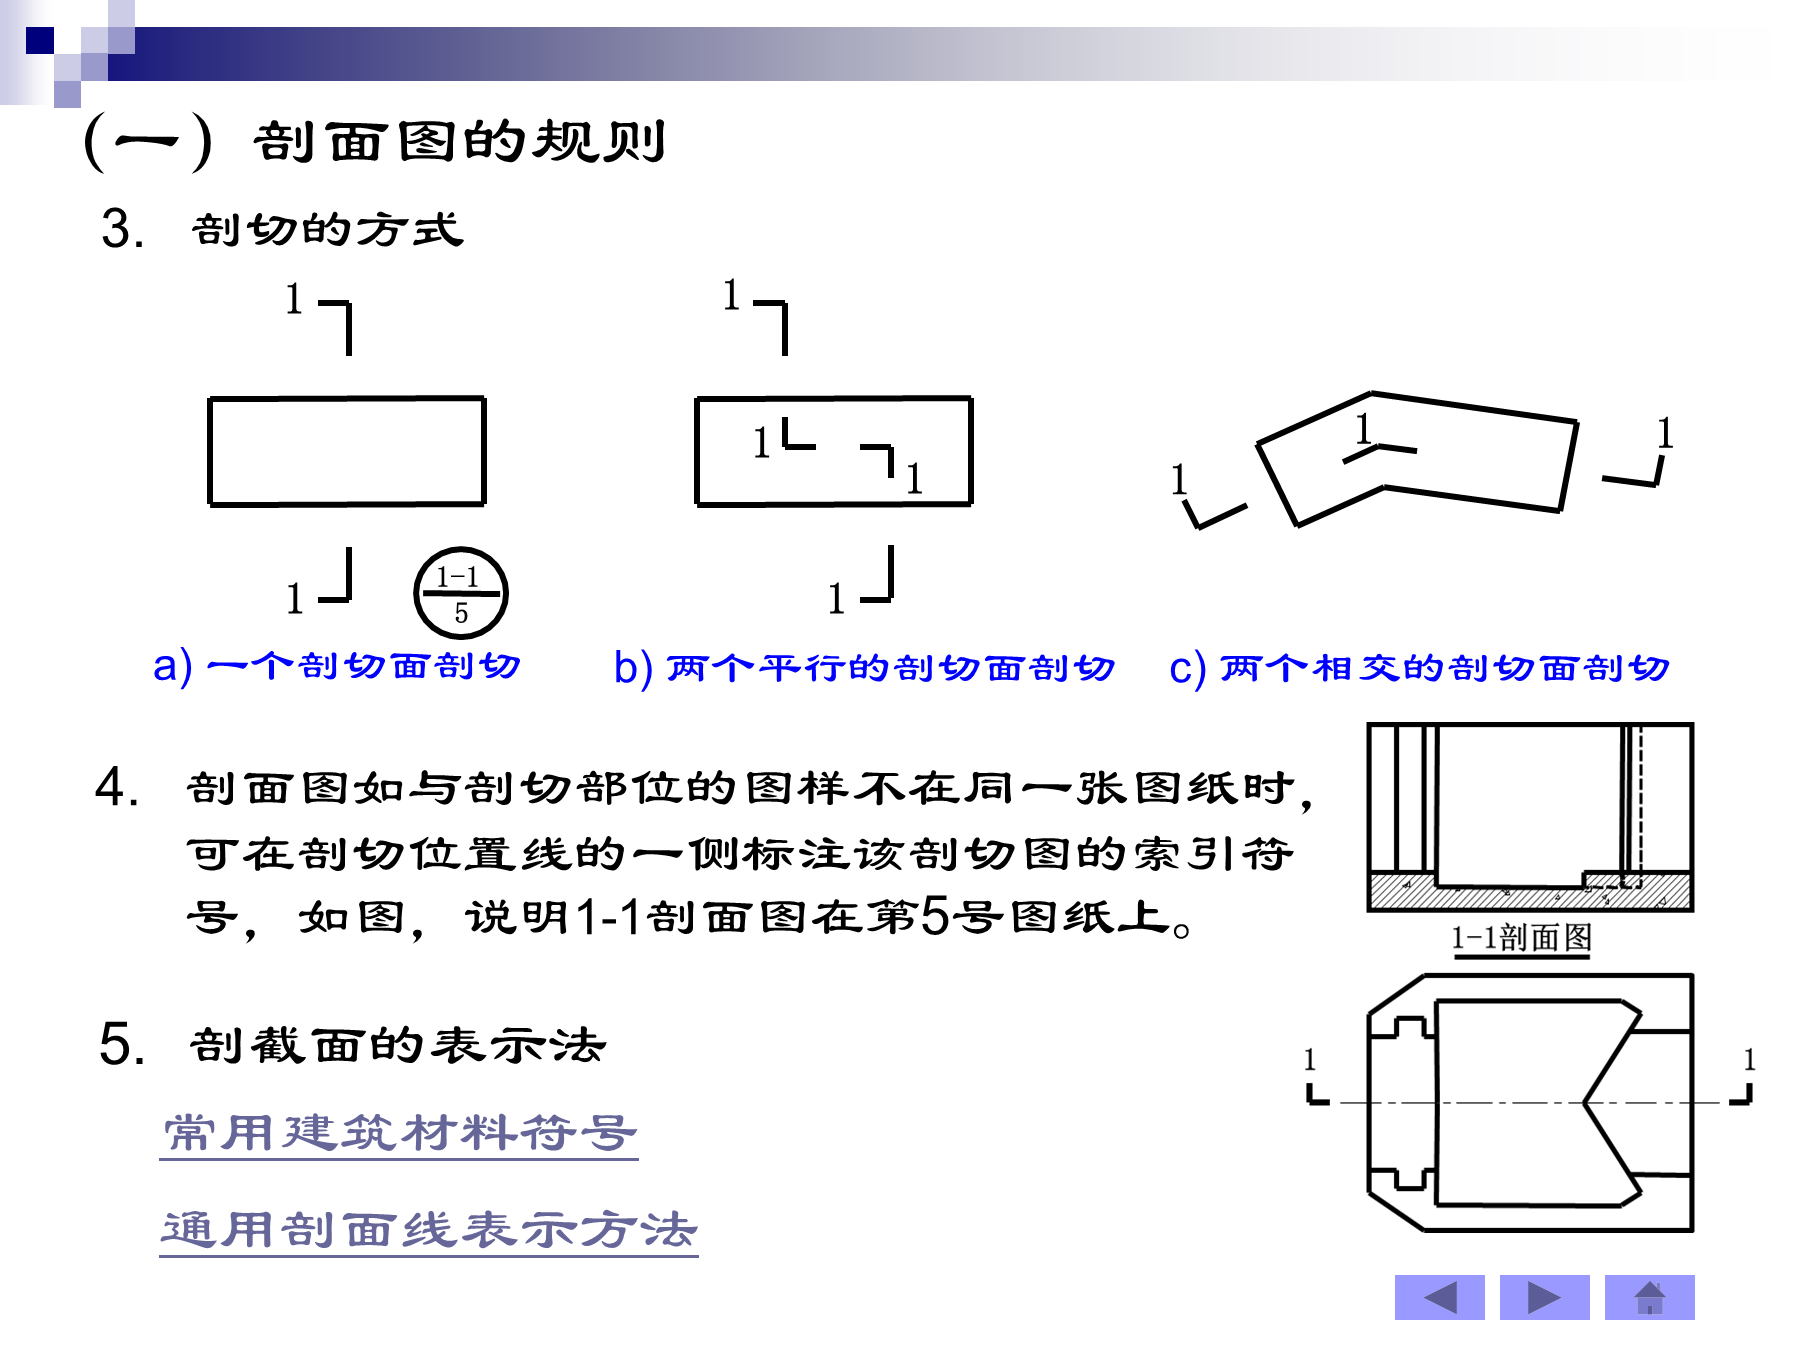 (一) 剖面图的规则
3. 剖切的方式
1
1
1
1
1
1
1
1
1
1-1
5
1
1
a) 一个剖切面剖切
b) 两个平行的剖切面剖切
c) 两个相交的剖切面剖切
4. 剖面图如与剖切部位的图样不在同一张图纸时，
可在剖切位置线的一侧标注该剖切图的索引符
号，如图，说明1-1剖面图在第5号图纸上。
1-1剖面图
5. 剖截面的表示法
1
1
常用建筑材料符号
通用剖面线表示方法